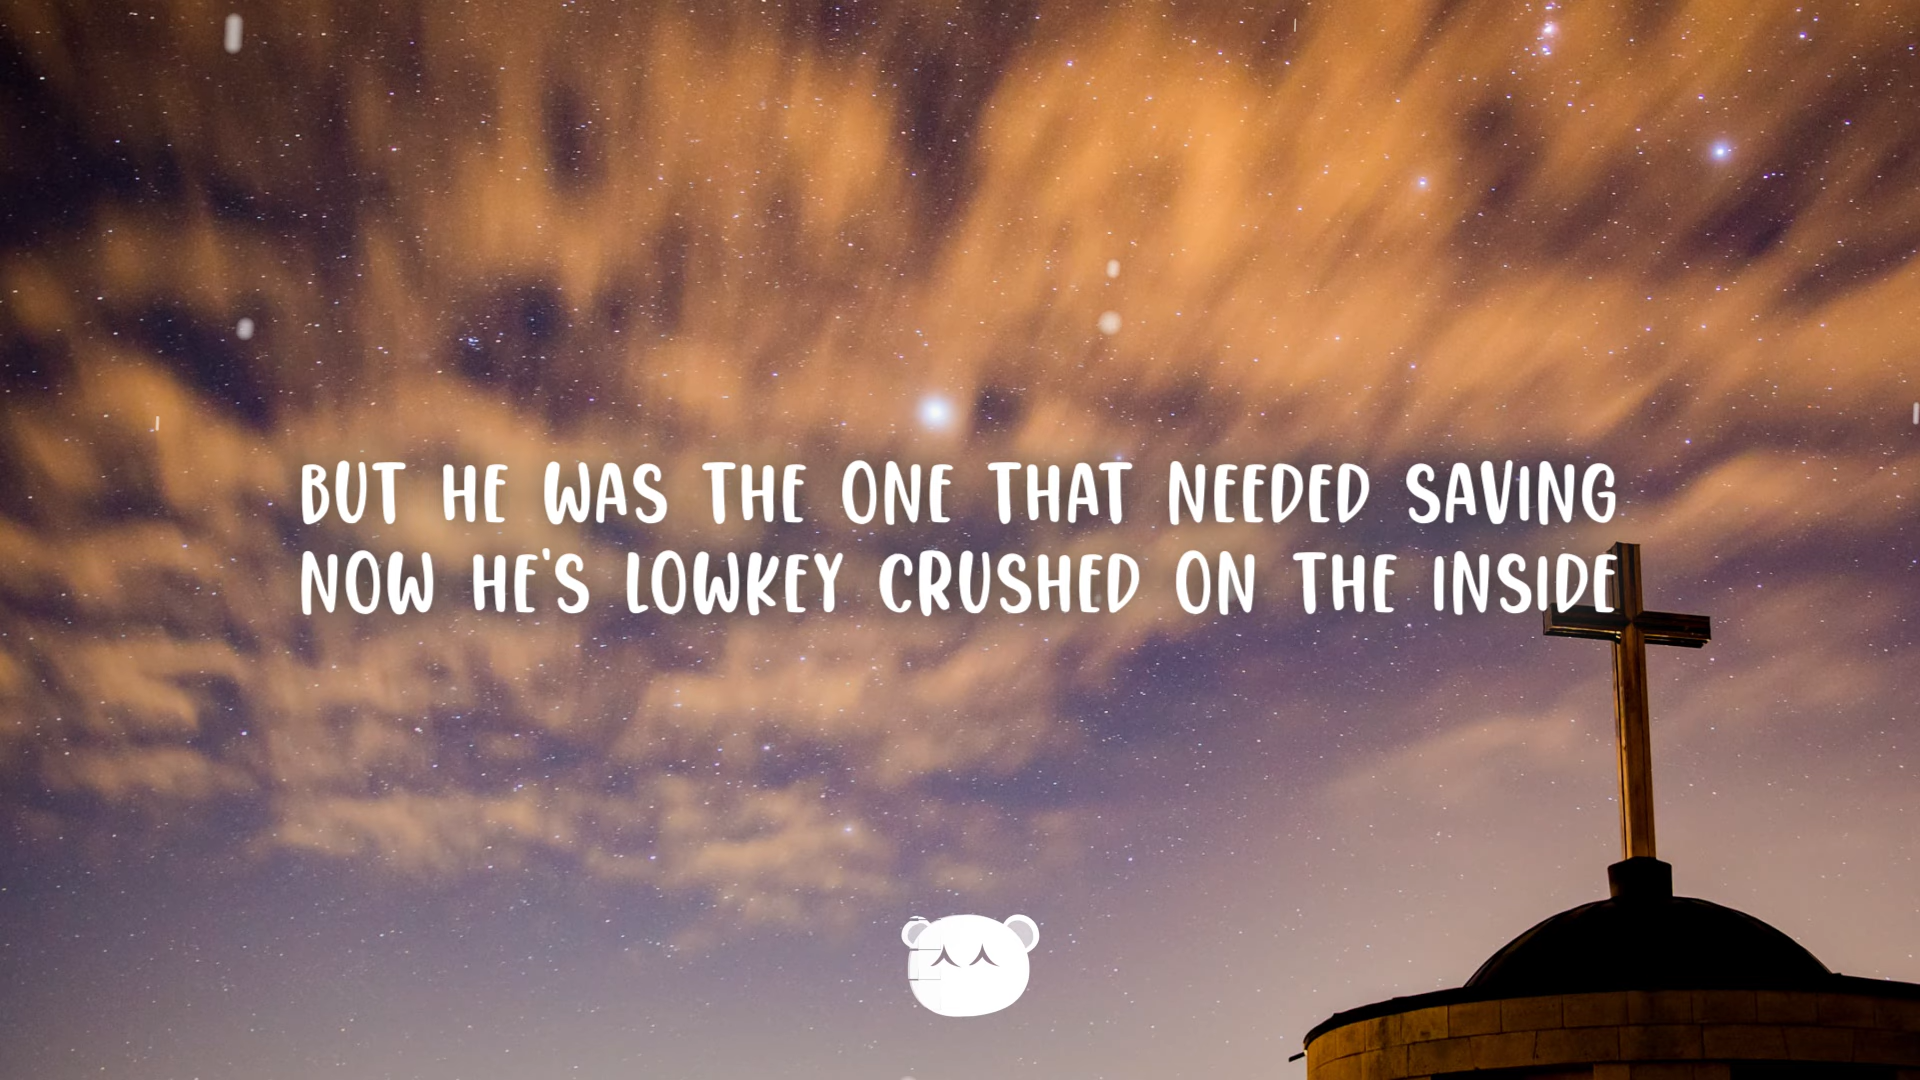 BUT HE WAS THE ONE THAT NEEDED SAVING
NOW HE'S LOWKEY CRUSHED ON THE INSIDE